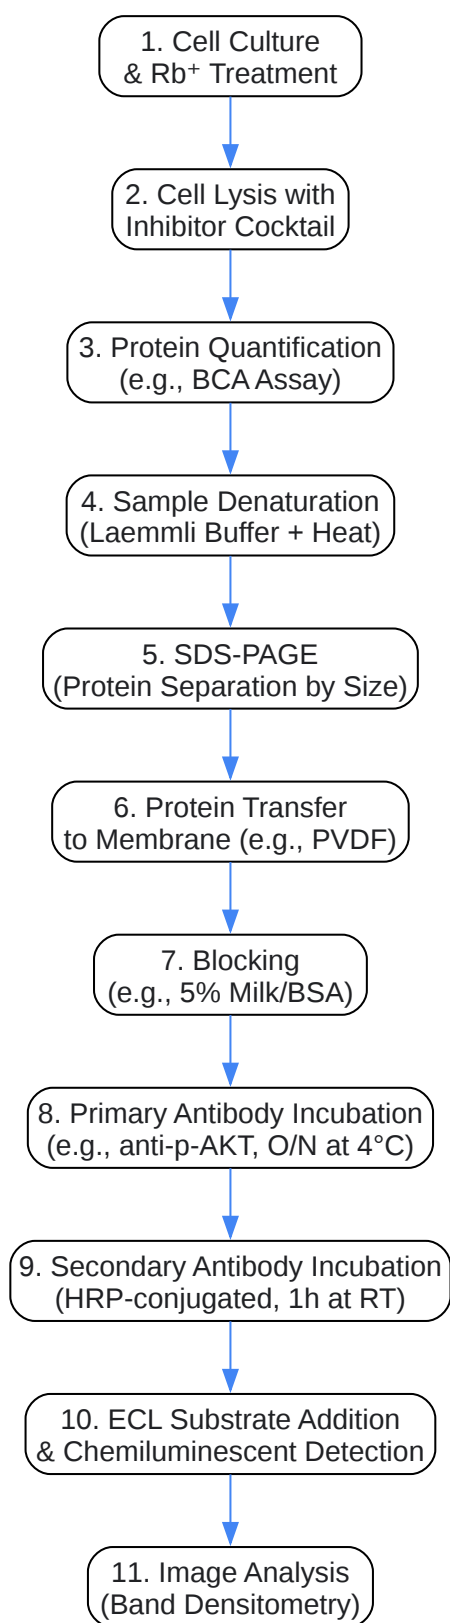 1. Cell Culture
& Rb⁺ Treatment
2. Cell Lysis with
Inhibitor Cocktail
3. Protein Quantification
(e.g., BCA Assay)
4. Sample Denaturation
(Laemmli Buffer + Heat)
5. SDS-PAGE
(Protein Separation by Size)
6. Protein Transfer
to Membrane (e.g., PVDF)
7. Blocking
(e.g., 5% Milk/BSA)
8. Primary Antibody Incubation
(e.g., anti-p-AKT, O/N at 4°C)
9. Secondary Antibody Incubation
(HRP-conjugated, 1h at RT)
10. ECL Substrate Addition
& Chemiluminescent Detection
11. Image Analysis
(Band Densitometry)